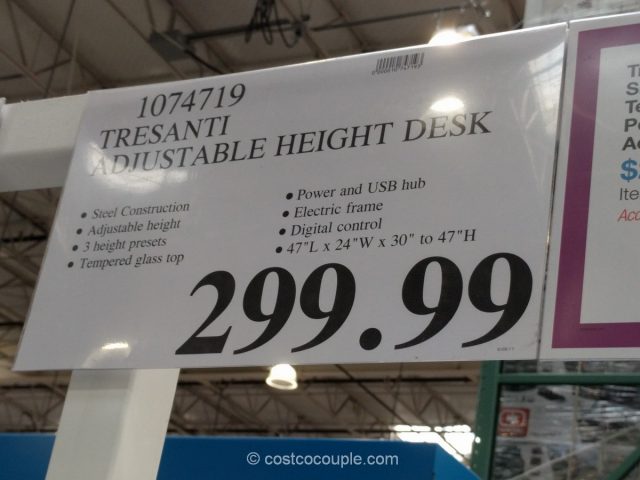 1074719
TRESANTI
ADJUSTABLE HEIGHT DESK
• Steel Construction
• Adjustable height
• 3 height presets
• Tempered glass top
• Power and USB hub
• Electric frame
• Digital control
• 47"L x 24"W x 30" to 47"H
299.99
$
Ite
© costcocouple.com